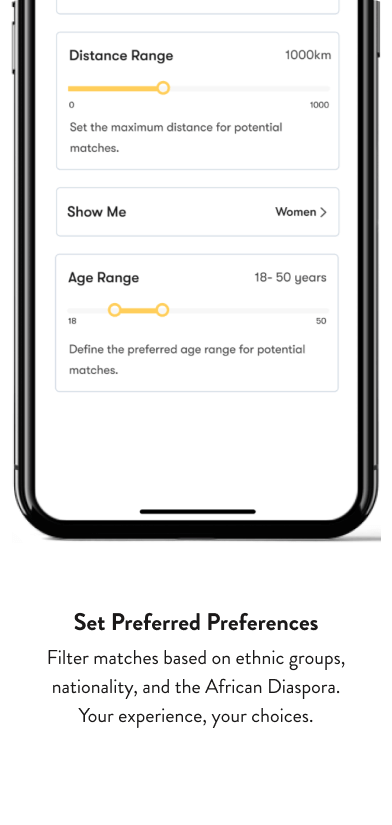 Distance Range 1000km
0 1000
Set the maximum distance for potential
matches.
Show Me Women >
Age Range 18- 50 years
18 50
Define the preferred age range for potential
matches.
Set Preferred Preferences
Filter matches based on ethnic groups,
nationality, and the African Diaspora.
Your experience, your choices.